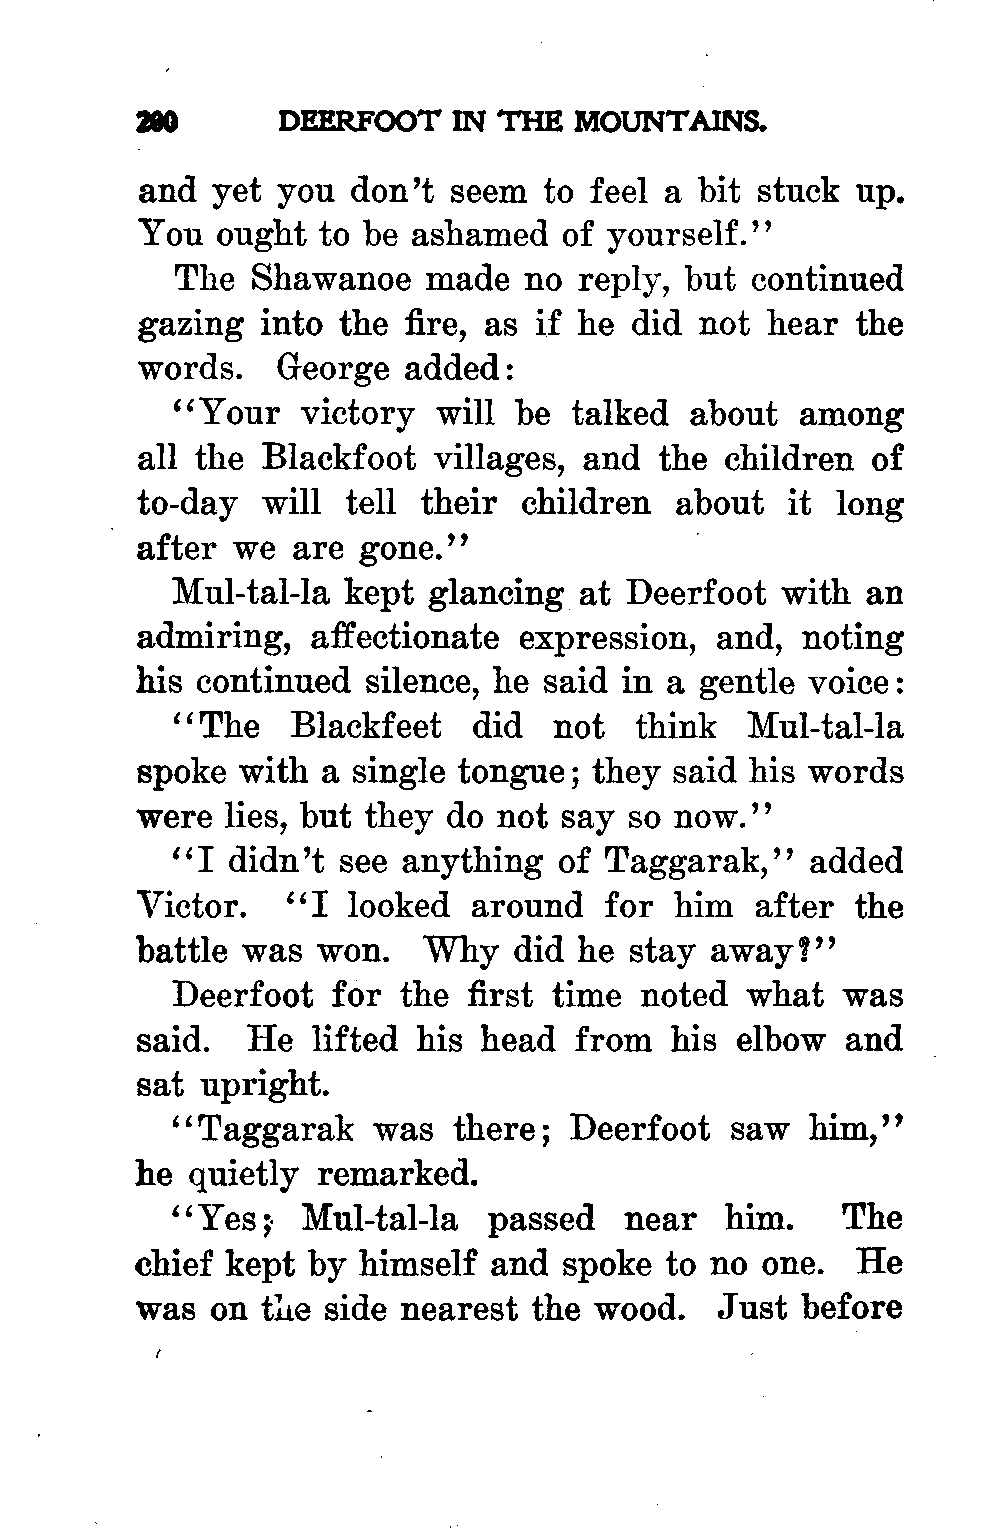 200 DEERFOOT IN THE MOUNTAINS.
and yet you don't seem to feel a bit stuck up.
You ought to be ashamed of yourself."
The Shawanoe made no reply, but continued
gazing into the fire, as if he did not hear the
words. George added:
"Your victory will be talked about among
all the Blackfoot villages, and the children of
to-day will tell their children about it long
after we are gone."
Mul-tal-la kept glancing at Deerfoot with an
admiring, affectionate expression, and, noting
his continued silence, he said in a gentle voice:
"The Blackfeet did not think Mul-tal-la
spoke with a single tongue; they said his words
were lies, but they do not say so now."
"I didn't see anything of Taggarak," added
Victor. "I looked around for him after the
battle was won. Why did he stay away?"
Deerfoot for the first time noted what was
said. He lifted his head from his elbow and
sat upright.
"Taggarak was there; Deerfoot saw him,"
he quietly remarked.
"Yes; Mul-tal-la passed near him. The
chief kept by himself and spoke to no one. He
was on the side nearest the wood. Just before